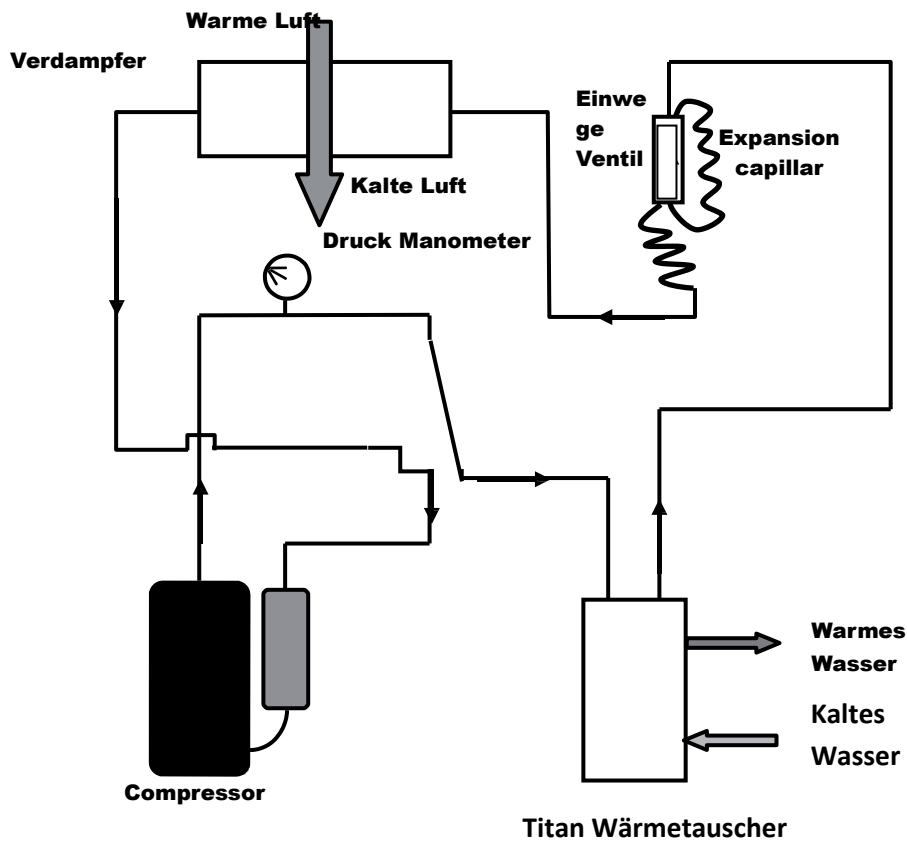 Warme Luft
Verdampfer
Einwe
ge
Ventil
Expansion
capillar
Kalte Luft
Druck Manometer
Warmes
Wasser
Kaltes
Wasser
Compressor
Titan Wärmetauscher